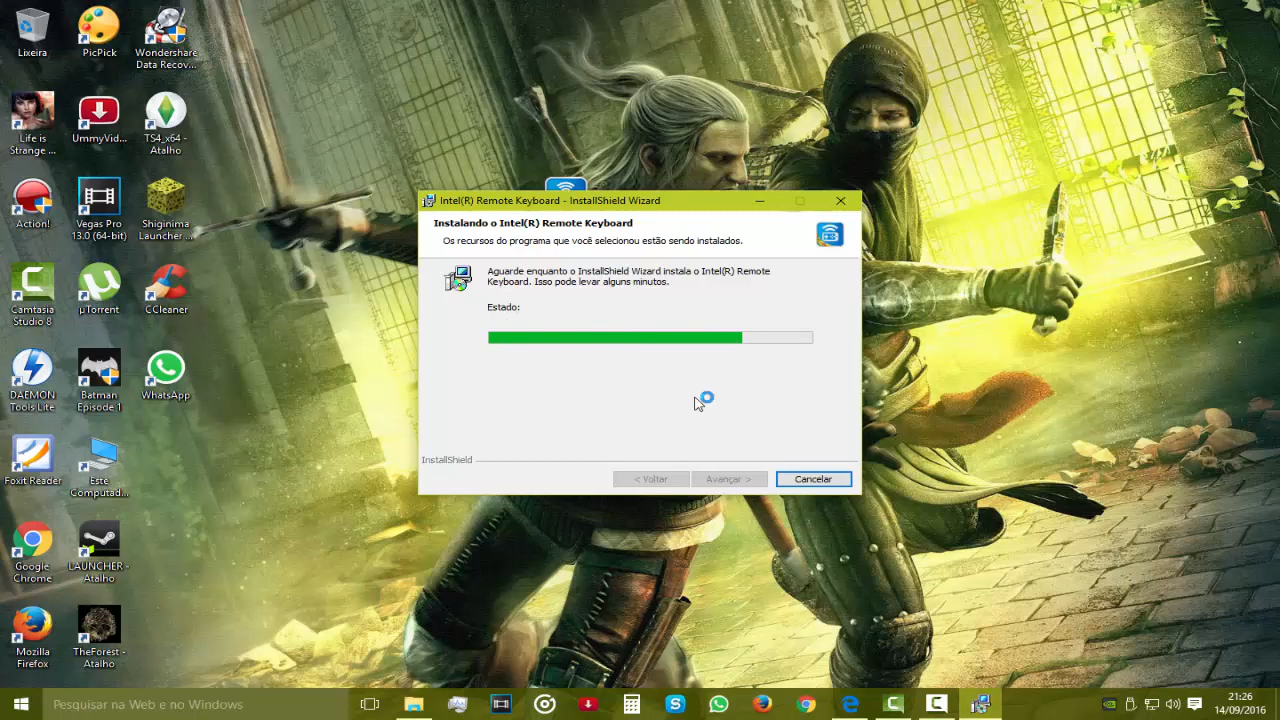 Lixeira
PicPick
Wondershare
Data Recov...
Life is
Strange ...
UmmyVid...
TS4_x64 -
Atalho
Action!
Vegas Pro
13.0 (64-bit)
Shiginima
Launcher ...
Camtasia
Studio 8
µTorrent
CCleaner
DAEMON
Tools Lite
Batman
Episode 1
WhatsApp
Foxit Reader
Este
Computad...
Google
Chrome
LAUNCHER -
Atalho
Mozilla
Firefox
TheForest -
Atalho
Intel(R) Remote Keyboard - InstallShield Wizard
Instalando o Intel(R) Remote Keyboard
Os recursos do programa que você selecionou estão sendo instalados.
Aguarde enquanto o InstallShield Wizard instala o Intel(R) Remote
Keyboard. Isso pode levar alguns minutos.
Estado:
InstallShield
< Voltar
Avançar >
Cancelar
Pesquisar na Web e no Windows
21:26
14/09/2016